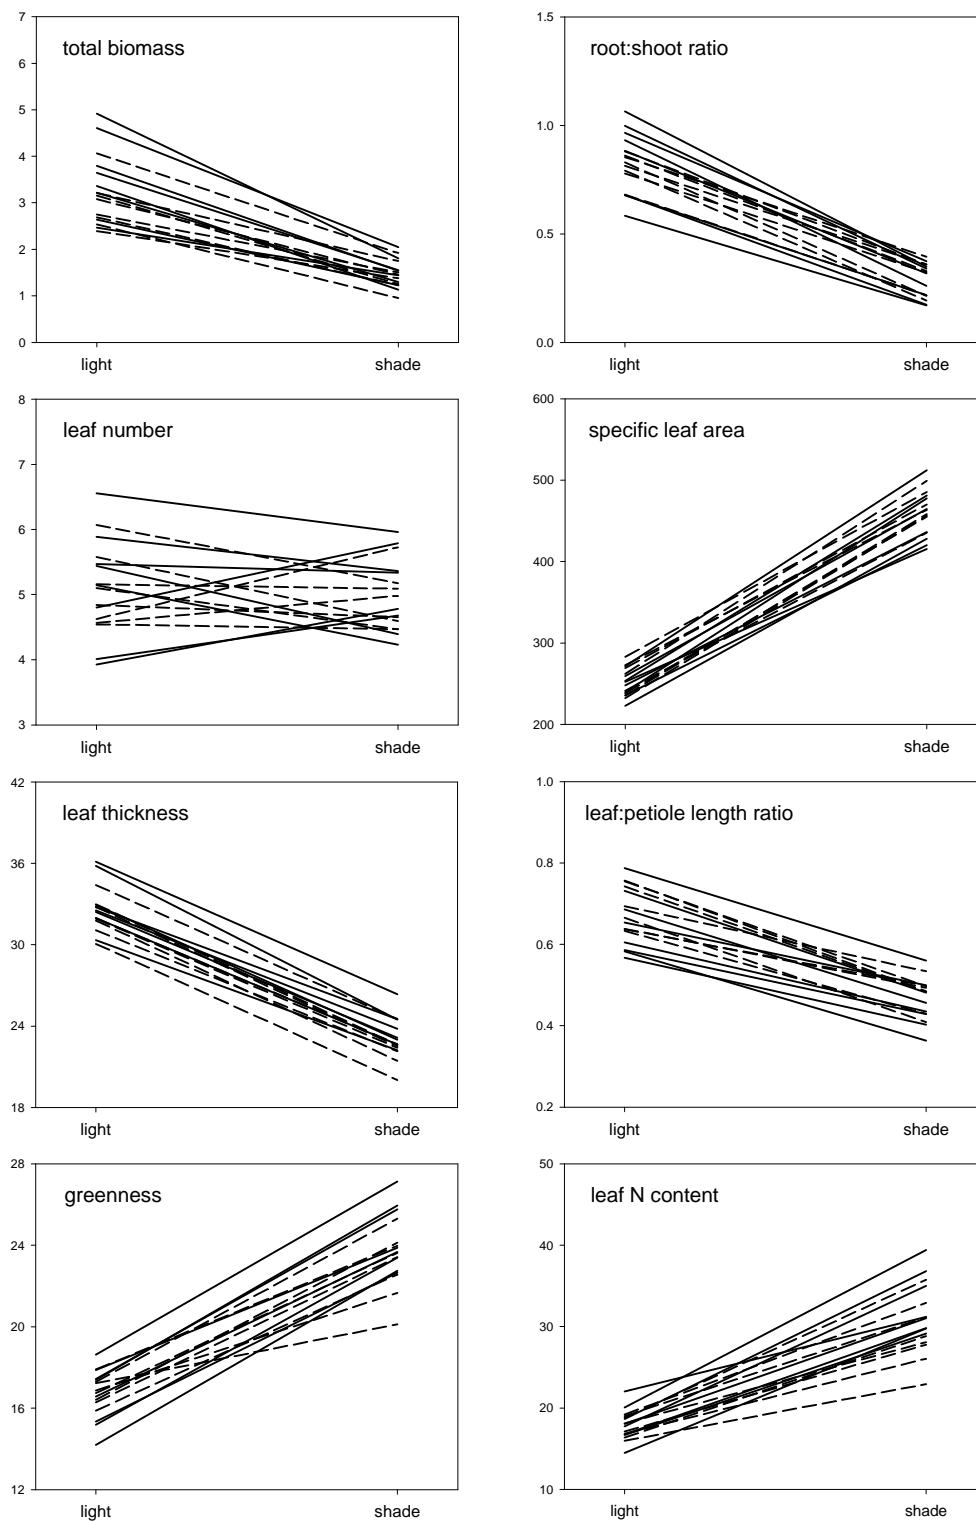 total biomass
7
6
5
4
3
2
1
0
light
shade
root:shoot ratio
1.5
1.0
0.5
0.0
light
shade
leaf number
8
7
6
5
4
3
light
shade
specific leaf area
600
500
400
300
200
light
shade
leaf thickness
42
36
30
24
18
light
shade
leaf:petiole length ratio
1.0
0.8
0.6
0.4
0.2
light
shade
greenness
28
24
20
16
12
light
shade
leaf N content
50
40
30
20
10
light
shade